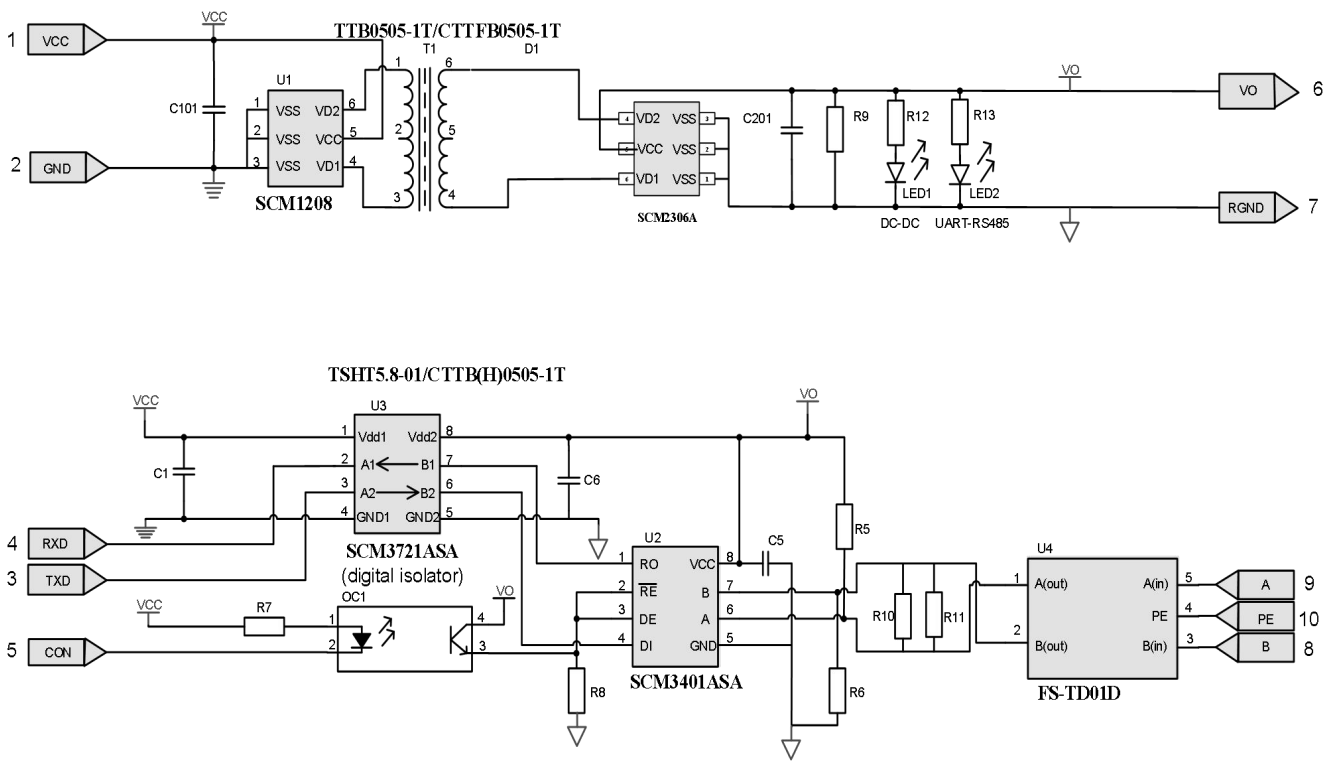 VCC
TTB0505-1T/CTTFB0505-1T
1 VCC
T1
D1
1
6
U1
C101
1 VSS VD2 6
2 VSS VCC 5
3 VSS VD1 4
2
5
3
4
SCM1208
2 GND
4 VD2 VSS 3
5 VCC VSS 2
6 VD1 VSS 1
SCM2306A
C201
R9
R12
R13
LED1
LED2
DC-DC
UART-RS485
VO
VO 6
RGND 7
TSHT5.8-01/CTTB(H)0505-1T
VCC
U3
VO
1 Vdd1 Vdd2 8
2 A1 B1 7
3 A2 B2 6
4 GND1 GND2 5
C1
C6
SCM3721ASA
(digital isolator)
4 RXD
3 TXD
5 CON
VCC
R7
OC1
1
2
4
3
VO
R8
U2
1 RO VCC 8
2 RE B 7
3 DE A 6
4 DI GND 5
SCM3401ASA
C5
R5
R6
R10
R11
U4
1 A(out) A(in) 5
PE 4
2 B(out) B(in) 3
FS-TD01D
A 9
PE 10
B 8